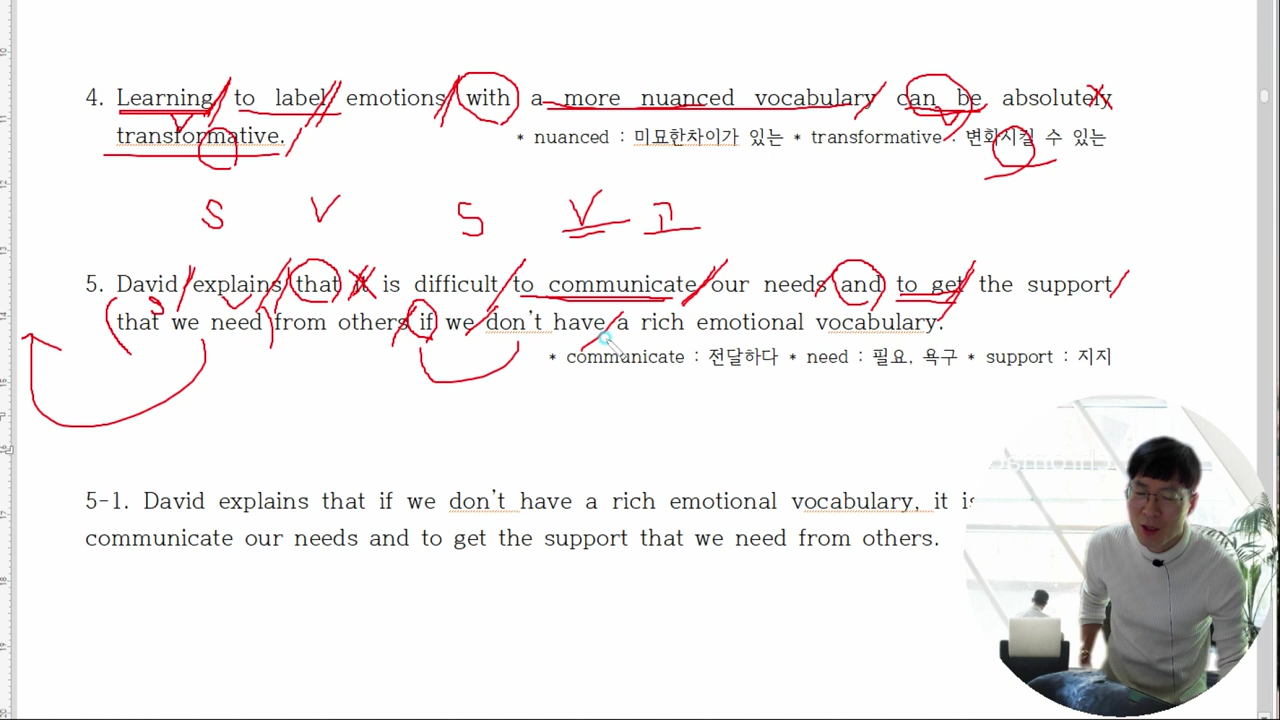 4. Learning to label emotions with a more nuanced vocabulary can be absolutely
transformative.
* nuanced : 미묘한차이가 있는 * transformative : 변화시킬 수 있는
S V S V 고
5. David explains that it is difficult to communicate our needs and to get the support
S
that we need from others if we don't have a rich emotional vocabulary.
* communicate : 전달하다 * need : 필요, 욕구 * support : 지지
5-1. David explains that if we don't have a rich emotional vocabulary, it is
communicate our needs and to get the support that we need from others.